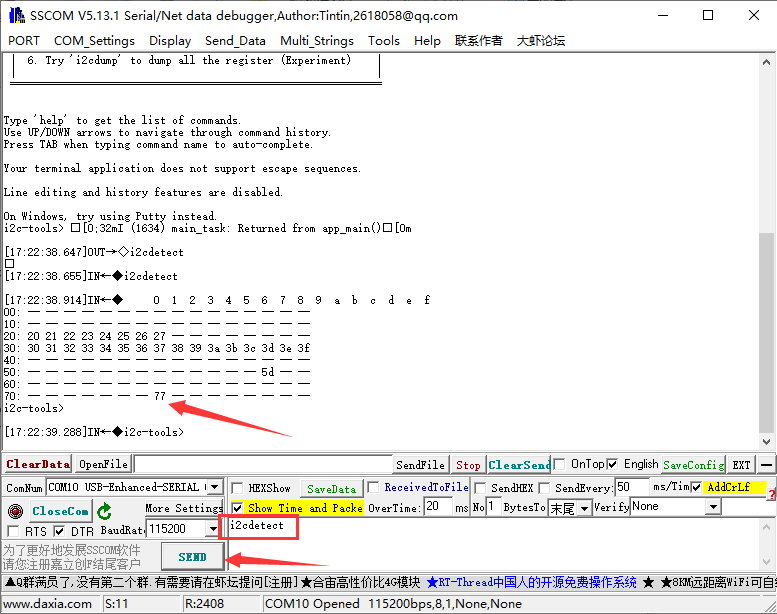 SSCOM V5.13.1 Serial/Net data debugger,Author:Tintin,2618058@qq.com
PORT COM_Settings Display Send_Data Multi_Strings Tools Help 联系作者 大虾论坛
6. Try 'i2cdump' to dump all the register (Experiment)
Type 'help' to get the list of commands.
Use UP/DOWN arrows to navigate through command history.
Press TAB when typing command name to auto-complete.
Your terminal application does not support escape sequences.
Line editing and history features are disabled.
On Windows, try using Putty instead.
i2c-tools> □[0;32mI (1634) main_task: Returned from app_main()□[0m
[17:22:38.647]OUT→◇i2cdetect
□
[17:22:38.655]IN←◆i2cdetect
[17:22:38.914]IN←◆ 0 1 2 3 4 5 6 7 8 9 a b c d e f
00: -- -- -- -- -- -- -- -- -- -- -- -- -- -- -- --
10: -- -- -- -- -- -- -- -- -- -- -- -- -- -- -- --
20: 20 21 22 23 24 25 26 27 -- -- -- -- -- -- -- --
30: 30 31 32 33 34 35 36 37 38 39 3a 3b 3c 3d 3e 3f
40: -- -- -- -- -- -- -- -- -- -- -- -- -- -- -- --
50: -- -- -- -- -- -- -- -- -- -- -- -- -- 5d -- --
60: -- -- -- -- -- -- -- -- -- -- -- -- -- -- -- --
70: -- -- -- -- -- -- -- 77 -- -- -- -- -- -- -- --
i2c-tools>
[17:22:39.288]IN←◆i2c-tools>
ClearData OpenFile SendFile Stop ClearSend OnTop English SaveConfig EXT —
ComNum COM10 USB-Enhanced-SERIAL HEXShow SaveData ReceivedToFile SendHEX SendEvery: 50 ms/Tim AddCrLf
CloseCom More Settings Show Time and Packe OverTime: 20 ms No 1 BytesTo 末尾 Verify None
RTS DTR BaudRat 115200 i2cdetect
为了更好地发展SSCOM软件
请您注册嘉立创F结尾客户
SEND
▲Q群满员了,没有第二个群.有需要请在虾坛提问[注册]★合宙高性价比4G模块 ★RT-Thread中国人的开源免费操作系统 ★ ★8KM远距离WiFi可自
www.daxia.com S:11 R:2408 COM10 Opened 115200bps,8,1,None,None